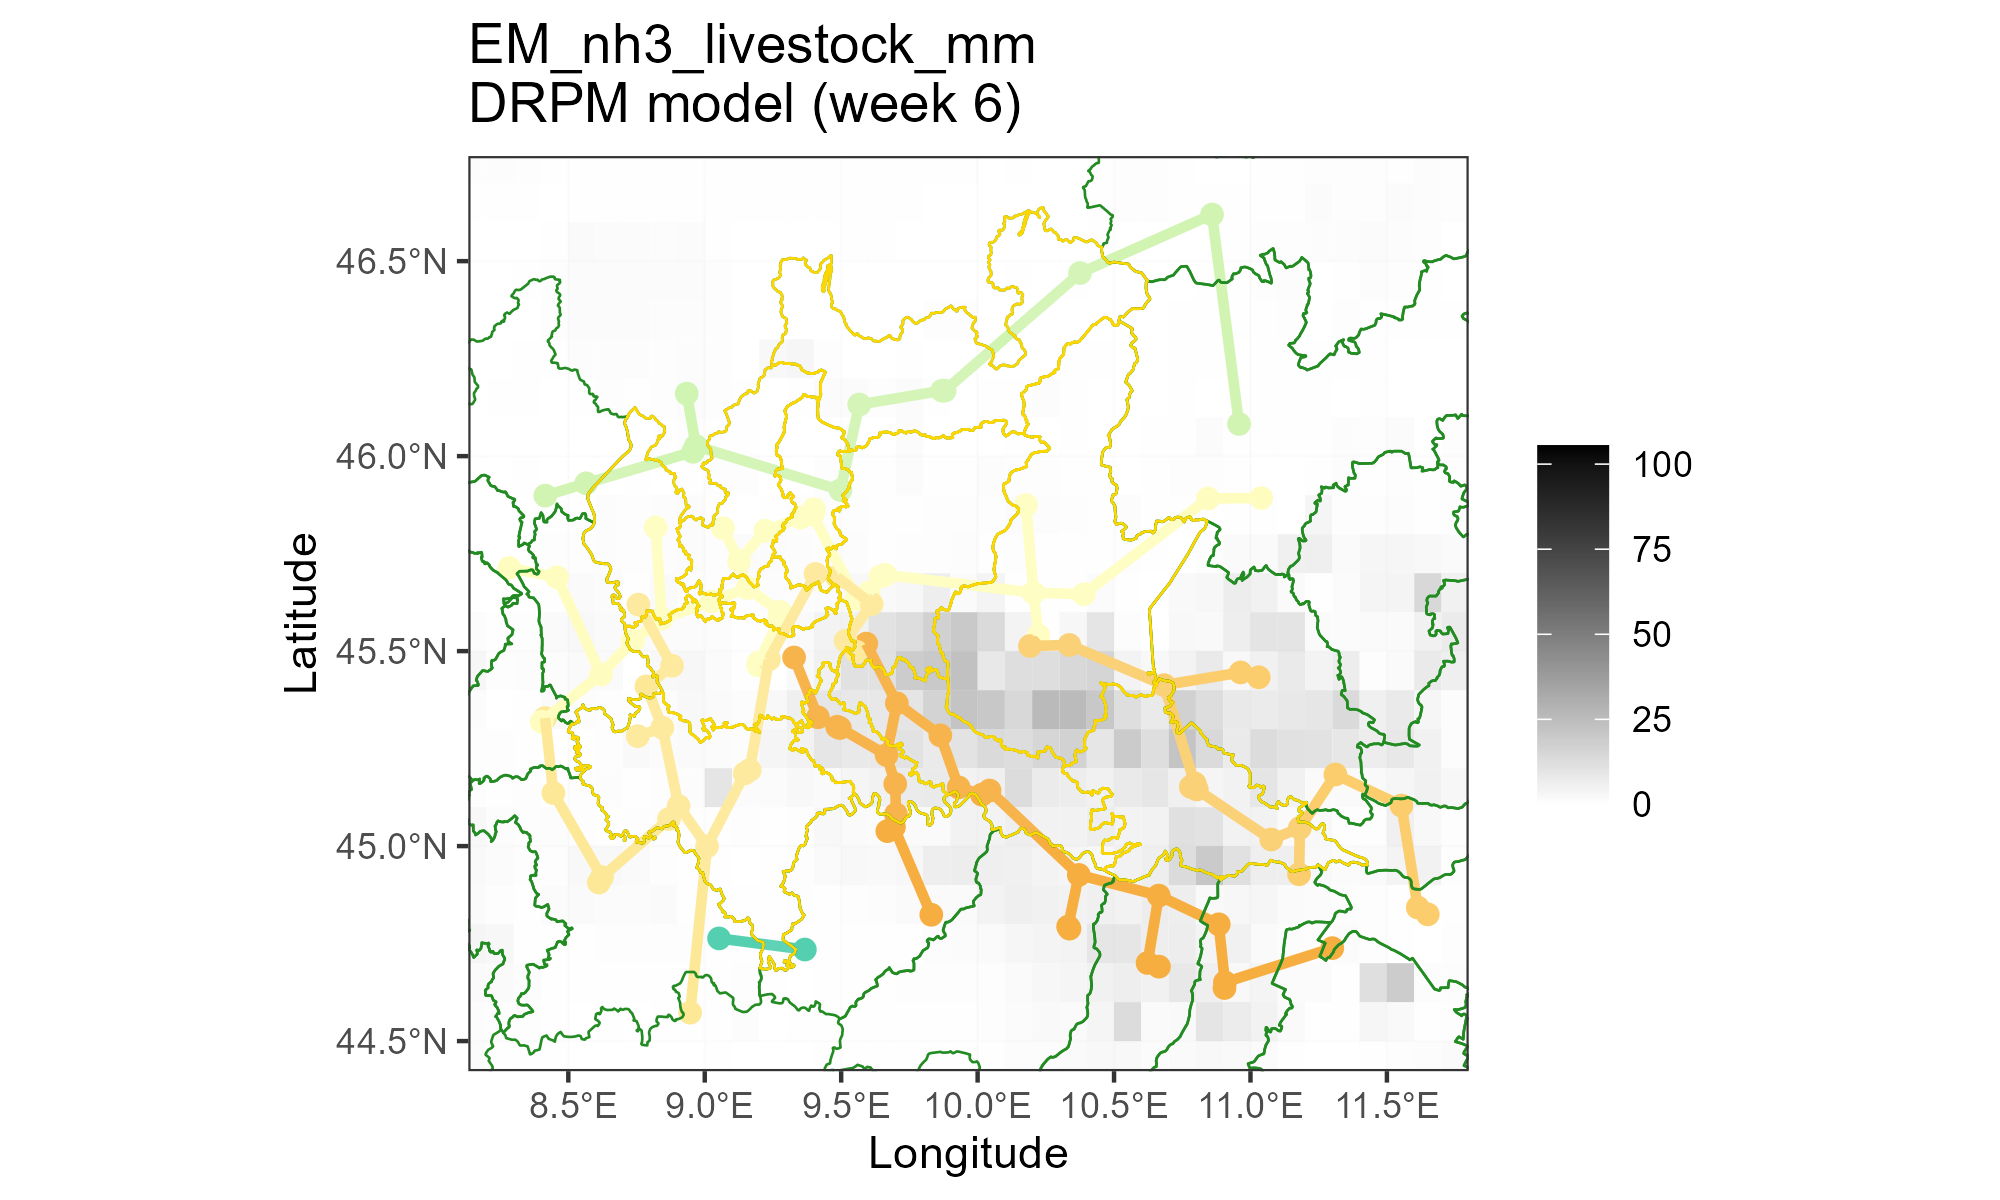 EM_nh3_livestock_mm
DRPM model (week 6)
46.5°N
46.0°N
45.5°N
45.0°N
44.5°N
Latitude
8.5°E 9.0°E 9.5°E 10.0°E 10.5°E 11.0°E 11.5°E
Longitude
100
75
50
25
0